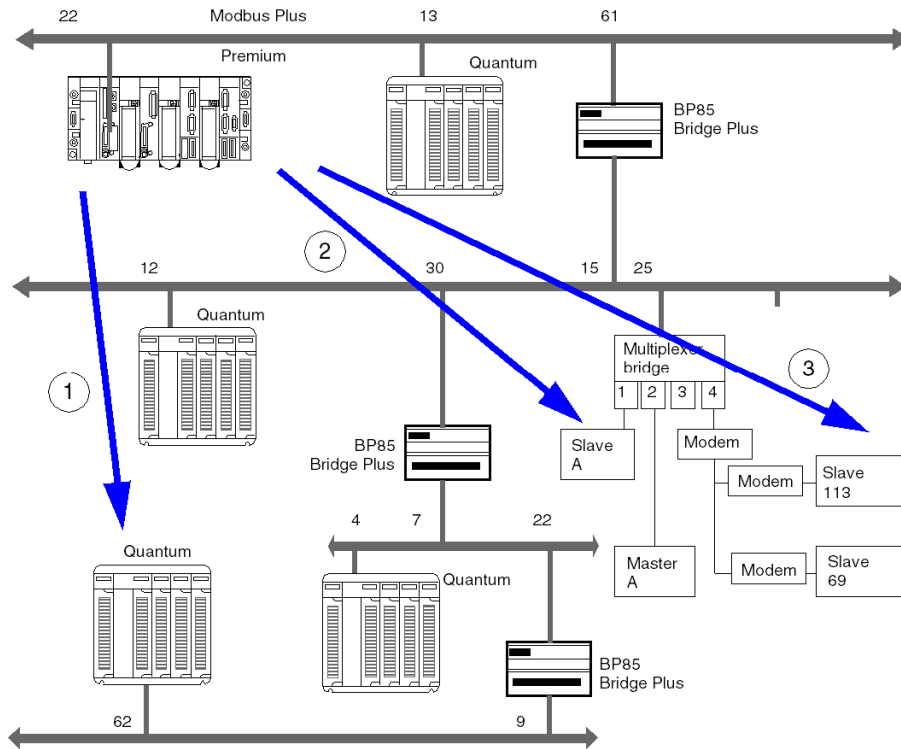 22 Modbus Plus 13 61
Premium
Quantum
BP85
Bridge Plus
2
12 30 15 25
Quantum
Multiplexer
bridge
1 2 3 4
3
1
Slave
A
Modem
BP85
Bridge Plus
Modem
Slave
113
4 7 22
Quantum
Quantum
Master
A
Modem
Slave
69
BP85
Bridge Plus
62 9